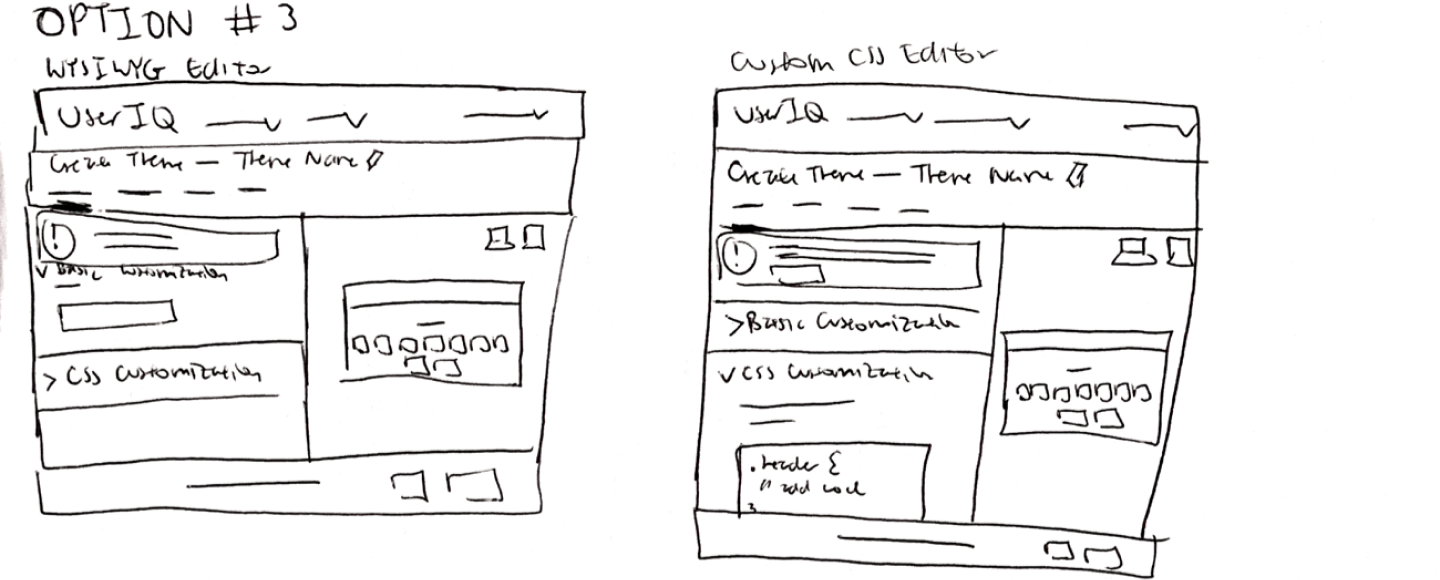 OPTION # 3
WYSIWYG Editor
UserIQ
Create Theme — Theme Name
!
v Basic Customization
> CSS Customization
Custom CSS Editor
UserIQ
Create Theme — Theme Name
!
> Basic Customization
v CSS Customization
.header {
// add code
}